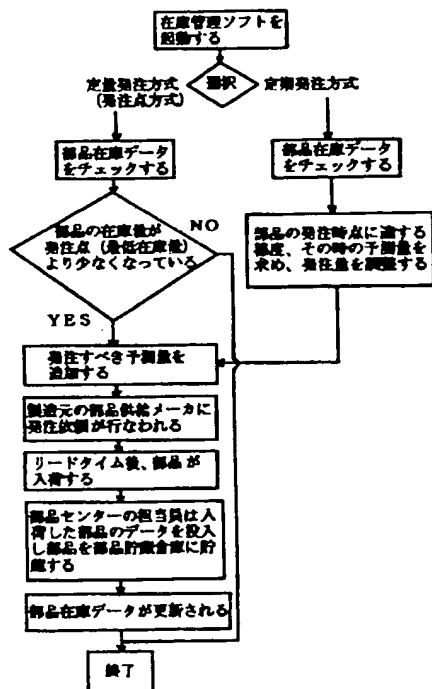 在庫管理ソフトを
起動する
選択
定量発注方式
(発注点方式)
定期発注方式
部品在庫データ
をチェックする
部品在庫データ
をチェックする
部品の在庫量が
発注点(最低在庫量)
より少なくなっている
NO
YES
部品の発注時点に達する
都度、その時の予測量を
求め、発注量を調整する
発注すべき予測量を
追加する
製造元の部品供給メーカに
発注依頼が行なわれる
リードタイム後、部品が
入荷する
部品センターの担当員は入
荷した部品のデータを投入
し部品を部品貯蔵倉庫に貯
蔵する
部品在庫データが更新される
終了